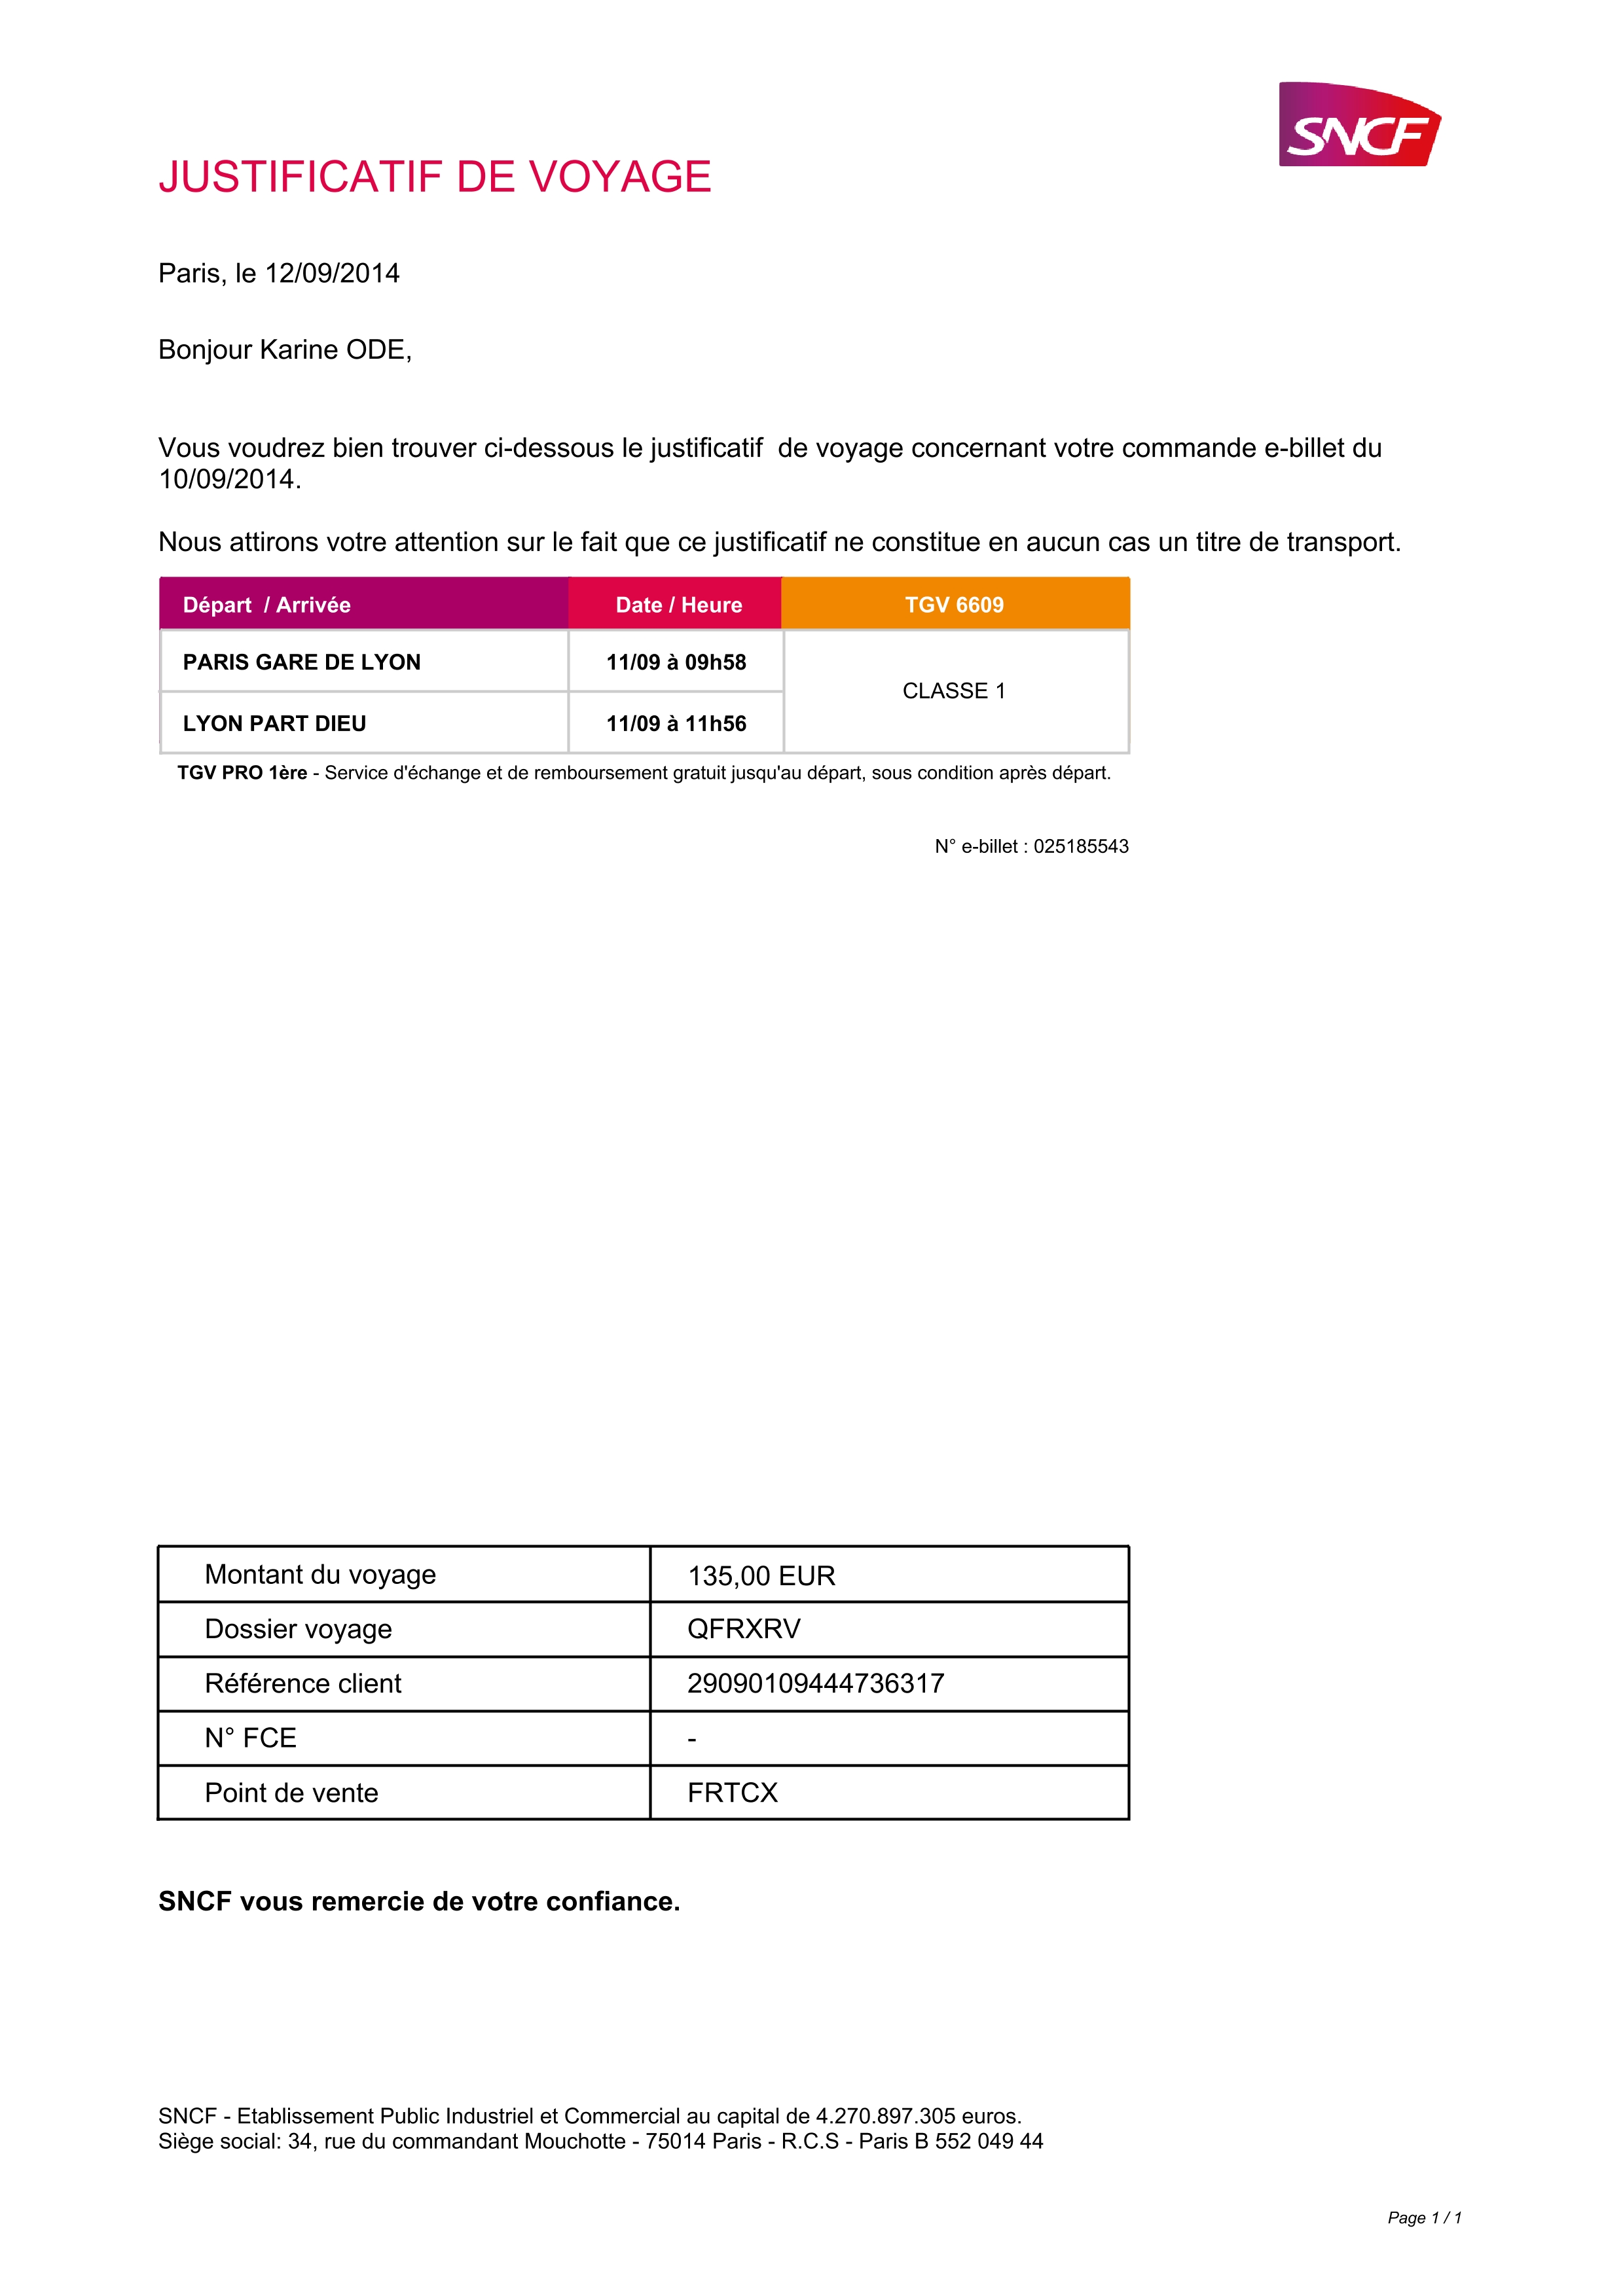 SNCF
JUSTIFICATIF DE VOYAGE
Paris, le 12/09/2014
Bonjour Karine ODE,
Vous voudrez bien trouver ci-dessous le justificatif  de voyage concernant votre commande e-billet du
10/09/2014.
Nous attirons votre attention sur le fait que ce justificatif ne constitue en aucun cas un titre de transport.
Départ  / Arrivée Date / Heure TGV 6609
PARIS GARE DE LYON 11/09 à 09h58
CLASSE 1
LYON PART DIEU 11/09 à 11h56
TGV PRO 1ère - Service d'échange et de remboursement gratuit jusqu'au départ, sous condition après départ.
N° e-billet : 025185543
Montant du voyage 135,00 EUR
Dossier voyage QFRXRV
Référence client 29090109444736317
N° FCE -
Point de vente FRTCX
SNCF vous remercie de votre confiance.
SNCF - Etablissement Public Industriel et Commercial au capital de 4.270.897.305 euros.
Siège social: 34, rue du commandant Mouchotte - 75014 Paris - R.C.S - Paris B 552 049 44
Page 1 / 1